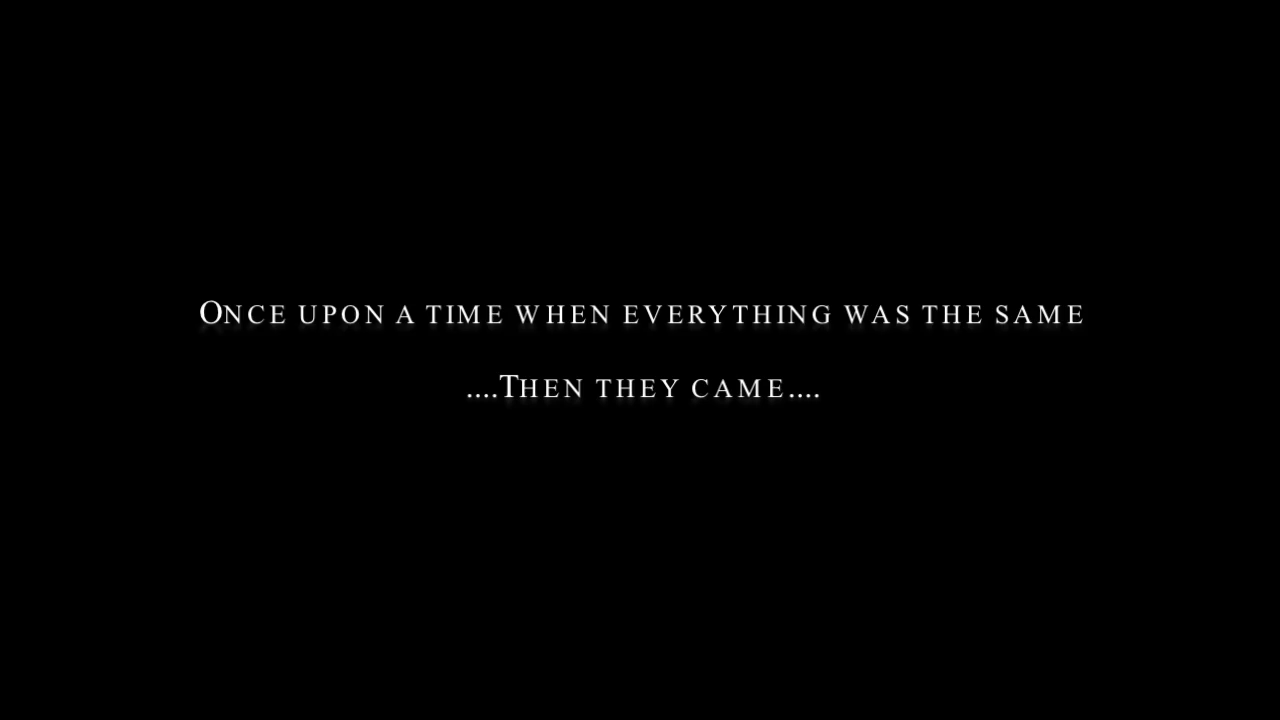 Once upon a time when everything was the same
....Then they came....